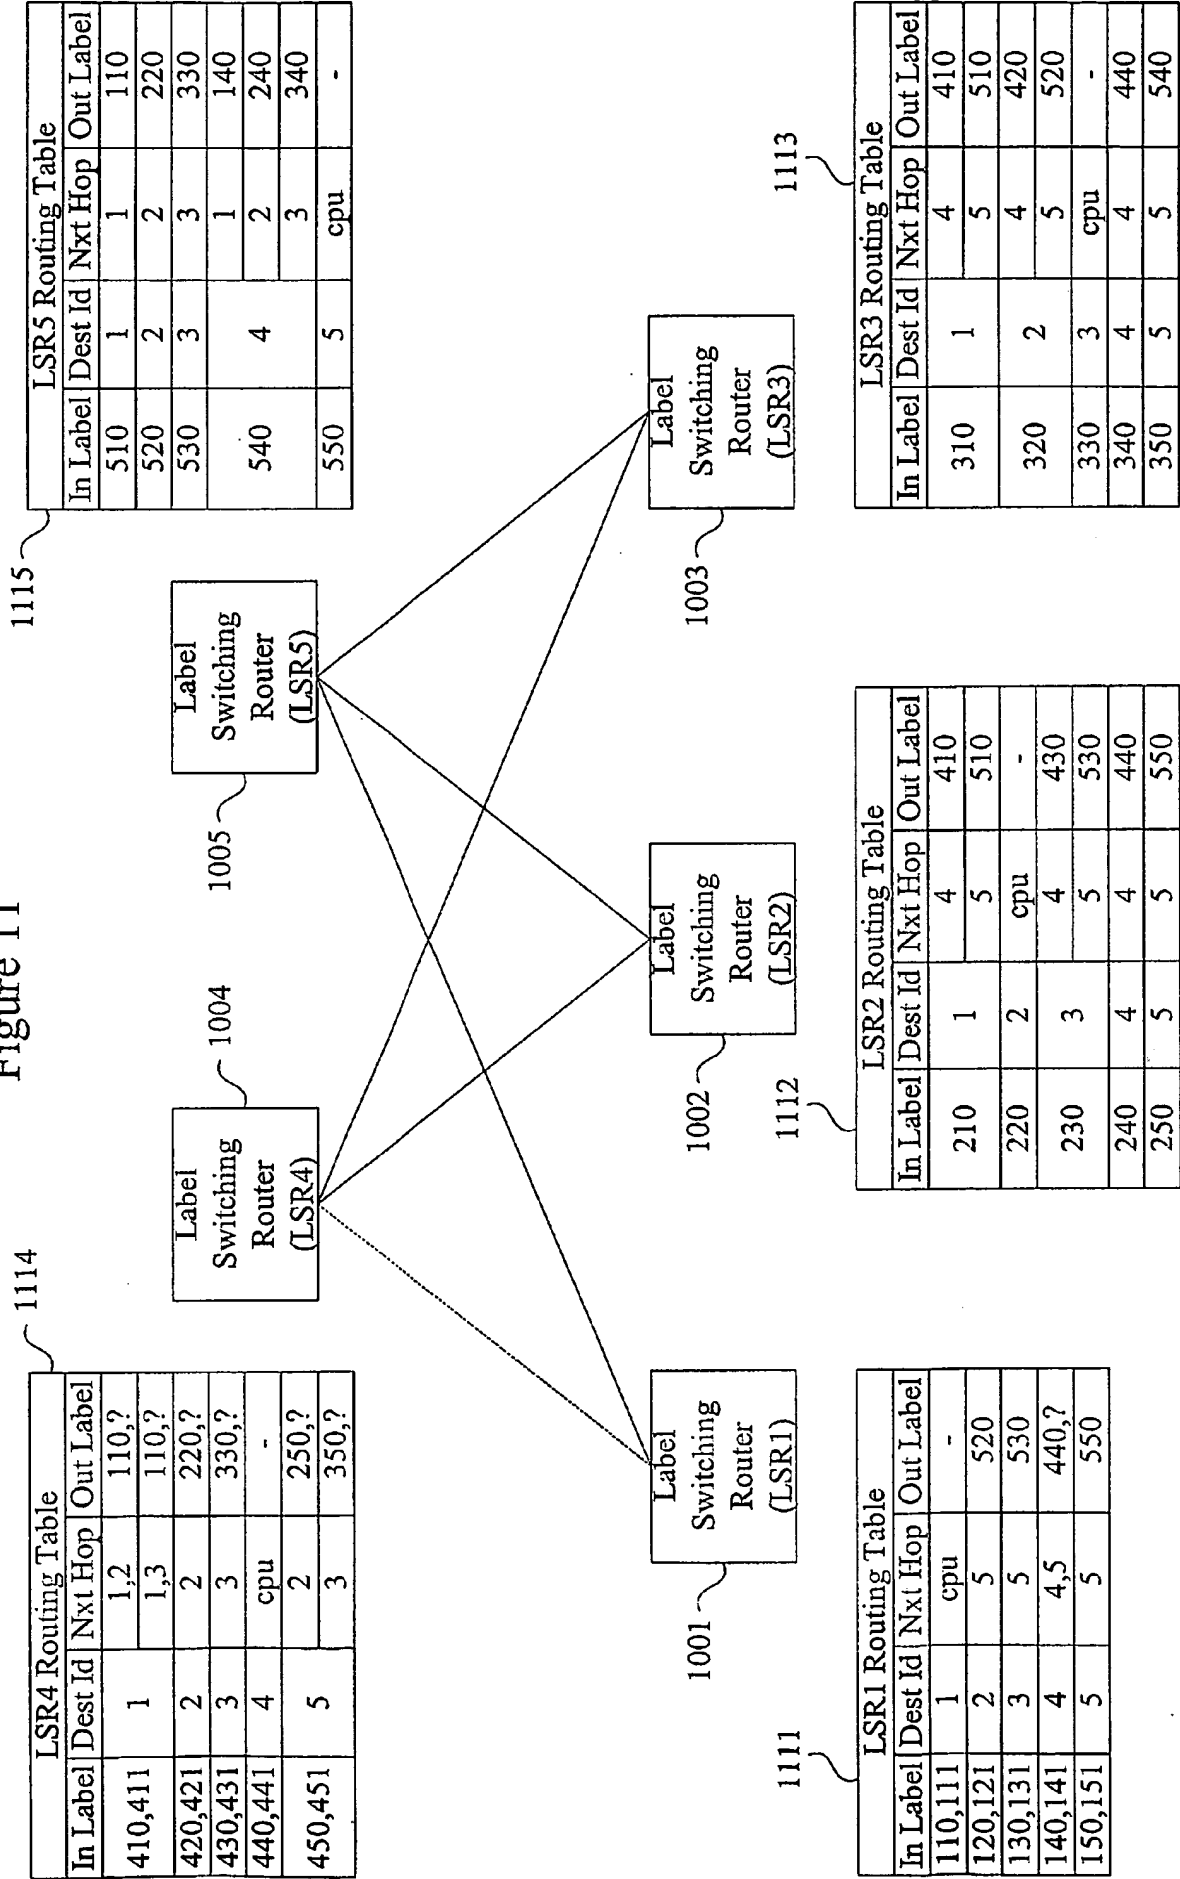 Figure 11
1114
LSR4 Routing Table
In Label Dest Id Nxt Hop Out Label
410,411 1 1,2 110,?
1,3 110,?
420,421 2 2 220,?
430,431 3 3 330,?
440,441 4 cpu -
450,451 5 2 250,?
3 350,?
1115
LSR5 Routing Table
In Label Dest Id Nxt Hop Out Label
510 1 1 110
520 2 2 220
530 3 3 330
540 4 1 140
2 240
3 340
550 5 cpu -
1004
Label
Switching
Router
(LSR4)
1005
Label
Switching
Router
(LSR5)
1001
Label
Switching
Router
(LSR1)
1002
Label
Switching
Router
(LSR2)
1003
Label
Switching
Router
(LSR3)
1111
LSR1 Routing Table
In Label Dest Id Nxt Hop Out Label
110,111 1 cpu -
120,121 2 5 520
130,131 3 5 530
140,141 4 4,5 440,?
150,151 5 5 550
1112
LSR2 Routing Table
In Label Dest Id Nxt Hop Out Label
210 1 4 410
5 510
220 2 cpu -
230 3 4 430
5 530
240 4 4 440
250 5 5 550
1113
LSR3 Routing Table
In Label Dest Id Nxt Hop Out Label
310 1 4 410
5 510
320 2 4 420
5 520
330 3 cpu -
340 4 4 440
350 5 5 540